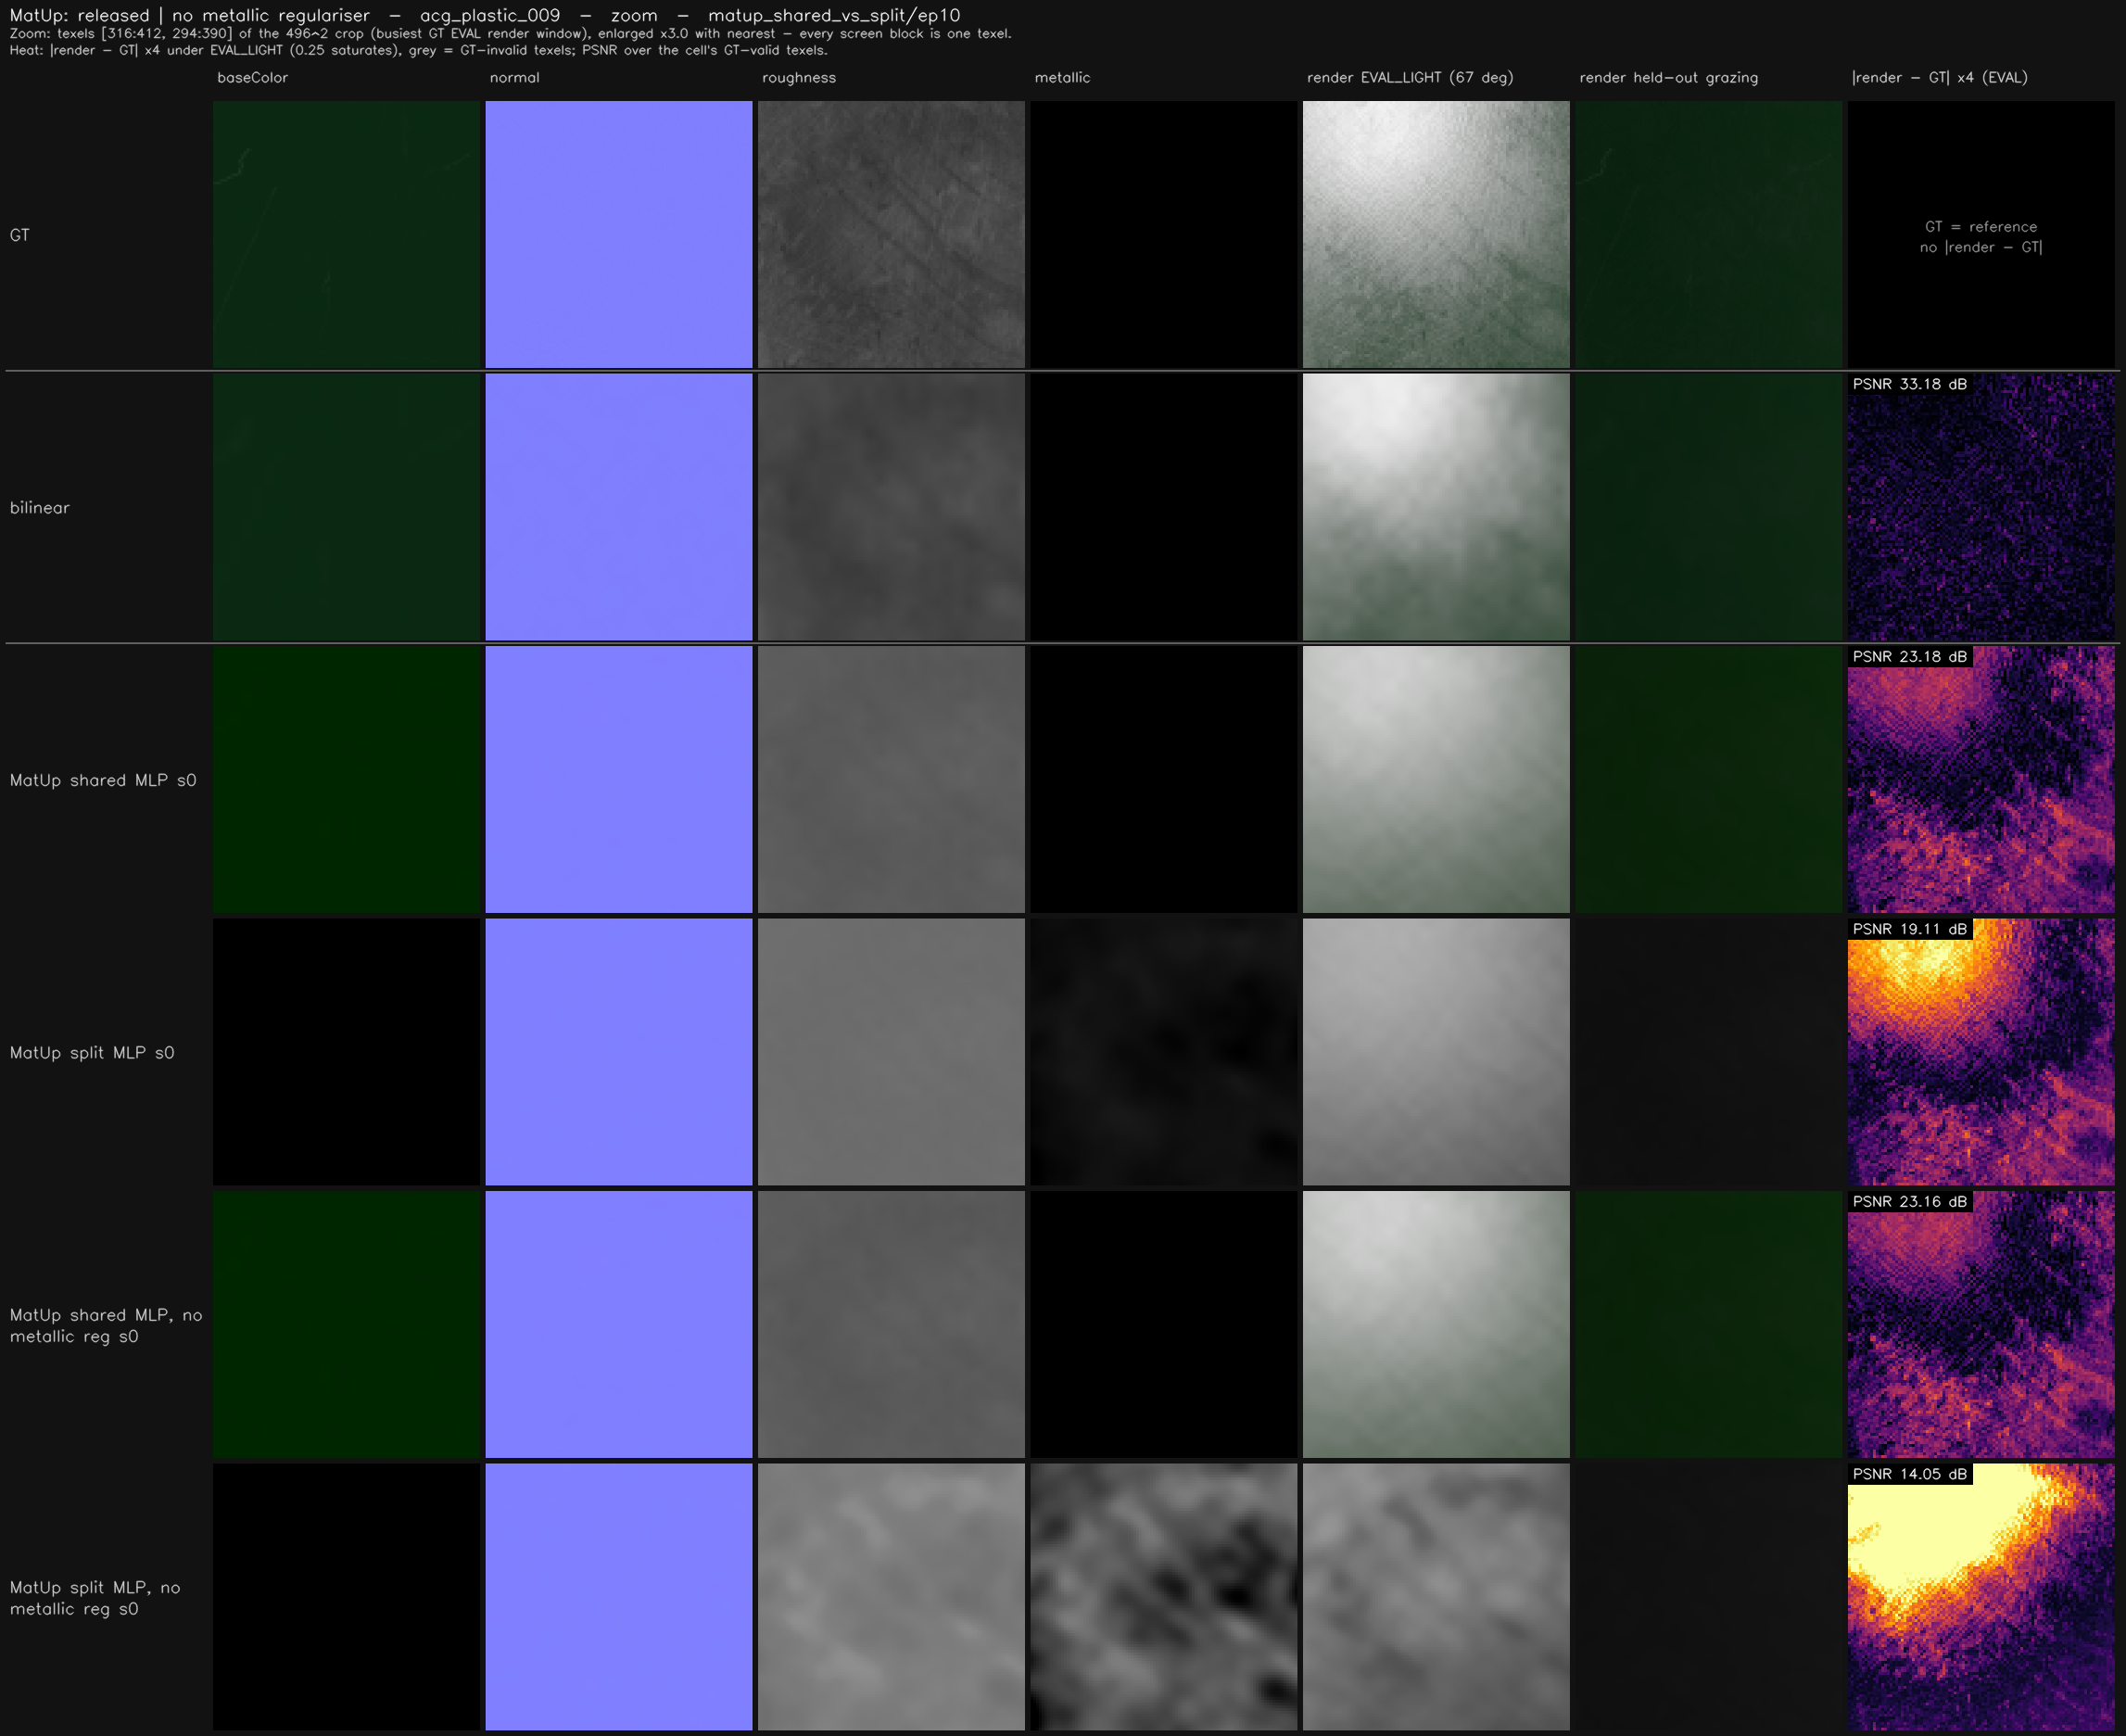 MatUp: released | no metallic regulariser — acg_plastic_009 — zoom — matup_shared_vs_split/ep10
Zoom: texels [316:412, 294:390] of the 496^2 crop (busiest GT EVAL render window), enlarged x3.0 with nearest — every screen block is one texel.
Heat: |render — GT| x4 under EVAL_LIGHT (0.25 saturates), grey = GT-invalid texels; PSNR over the cell's GT-valid texels.
baseColor normal roughness metallic render EVAL_LIGHT (67 deg) render held-out grazing |render — GT| x4 (EVAL)
GT
GT = reference
no |render — GT|
bilinear
PSNR 33.18 dB
MatUp shared MLP s0
PSNR 23.18 dB
MatUp split MLP s0
PSNR 19.11 dB
MatUp shared MLP, no
metallic reg s0
PSNR 23.16 dB
MatUp split MLP, no
metallic reg s0
PSNR 14.05 dB